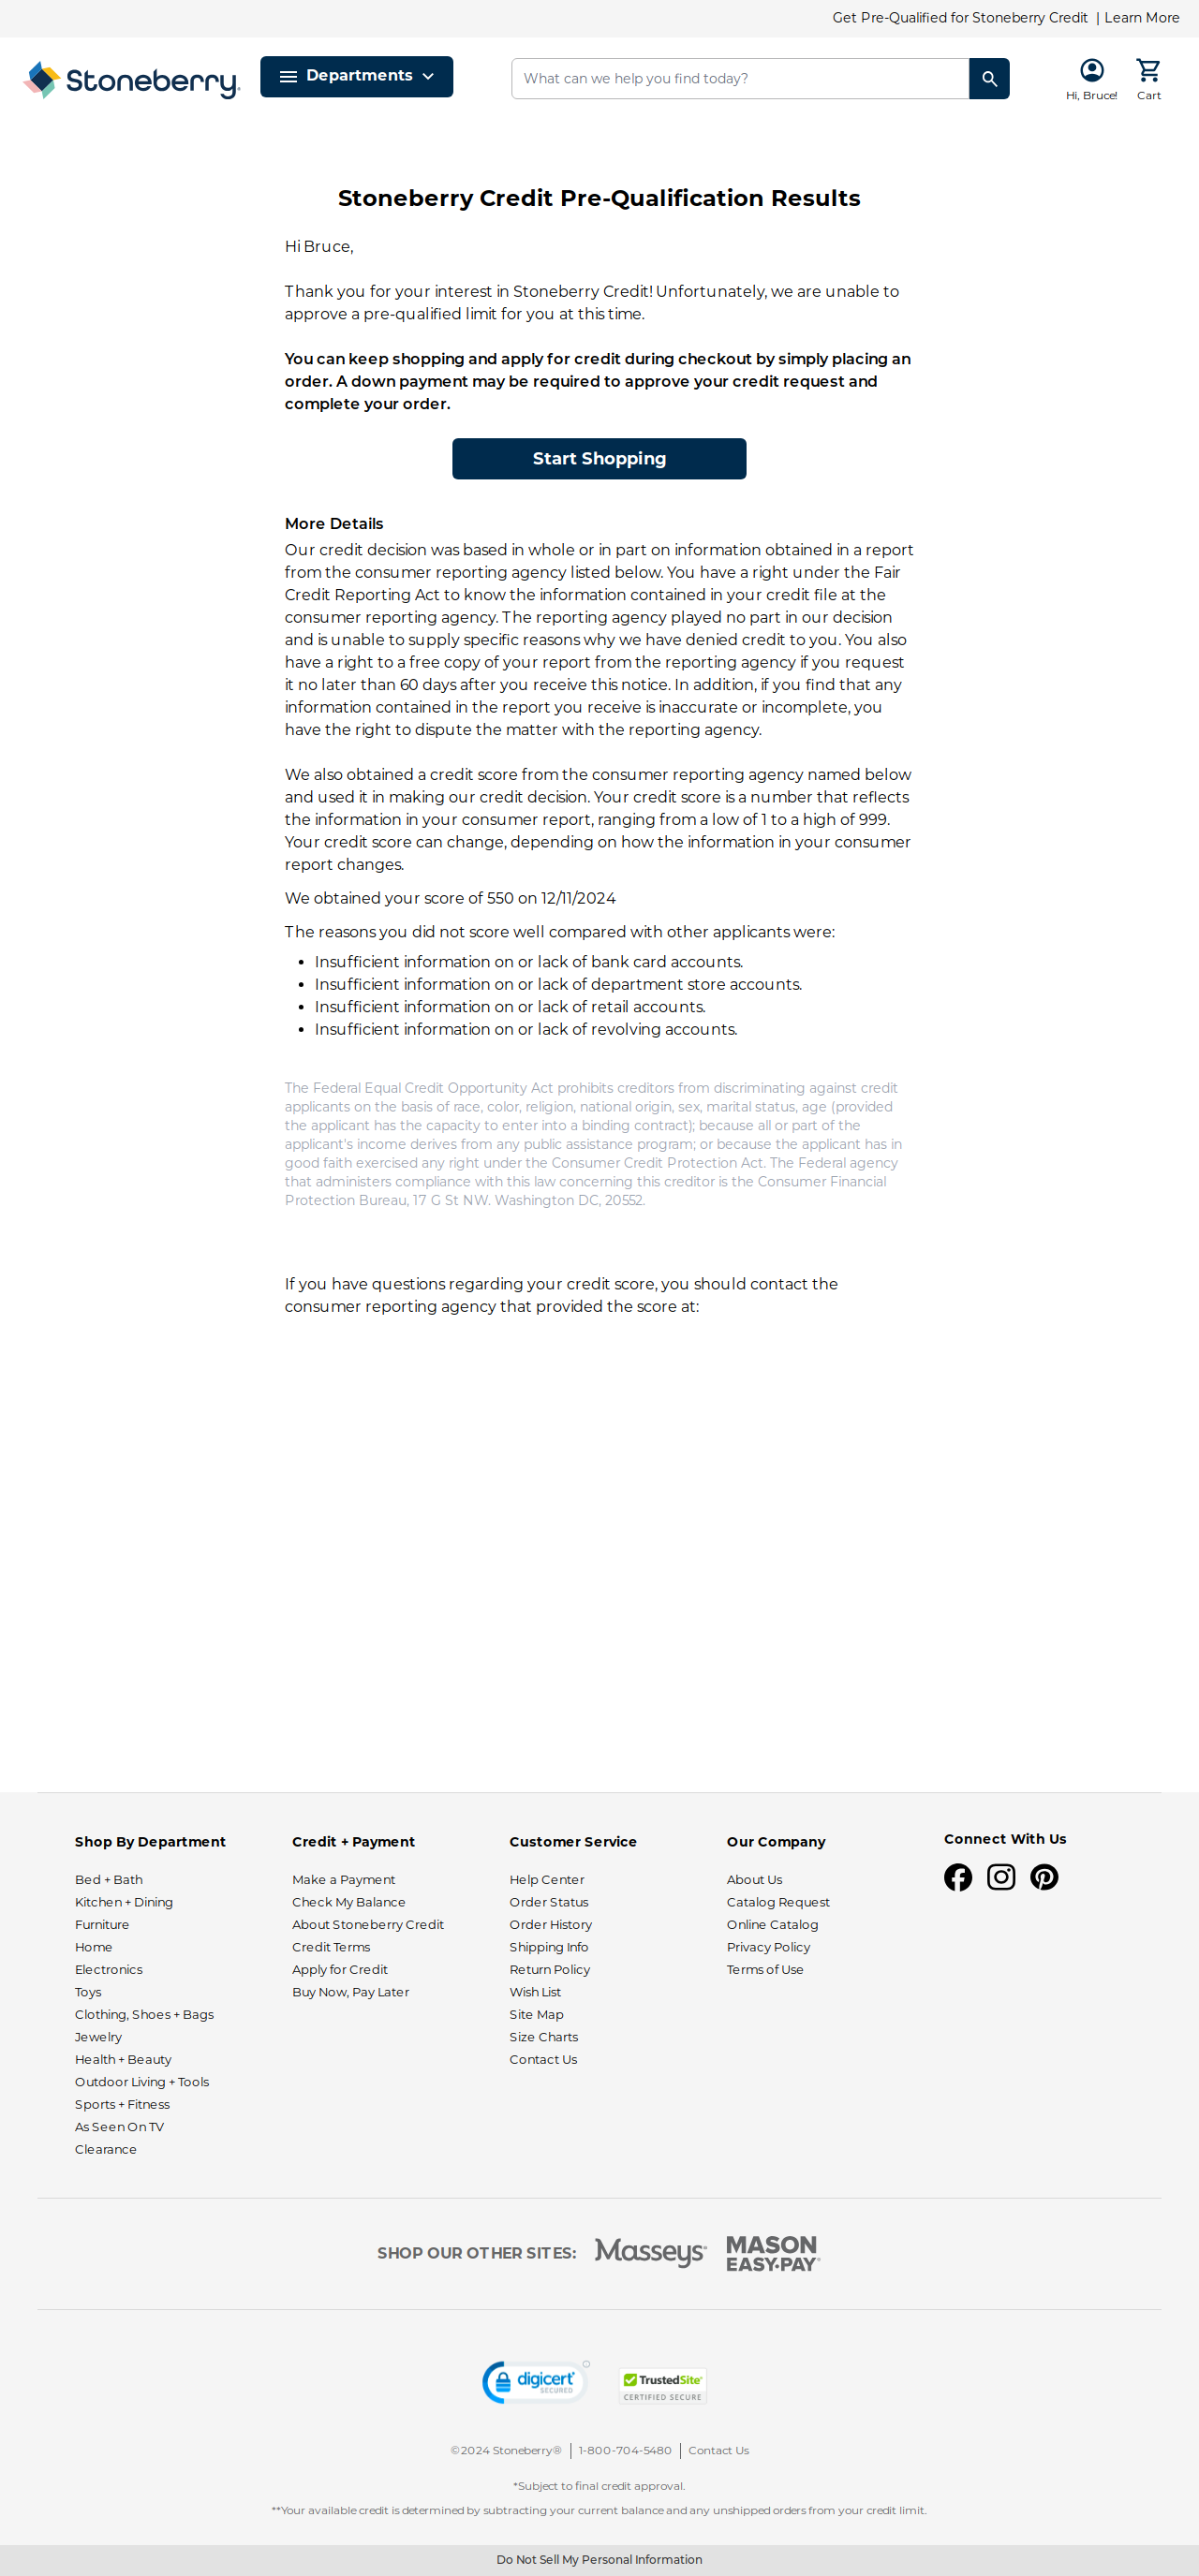 Get Pre-Qualified for Stoneberry Credit | Learn More
Stoneberry
Departments
What can we help you find today?
Hi, Bruce!
Cart
Stoneberry Credit Pre-Qualification Results
Hi Bruce,
Thank you for your interest in Stoneberry Credit! Unfortunately, we are unable to
approve a pre-qualified limit for you at this time.
You can keep shopping and apply for credit during checkout by simply placing an
order. A down payment may be required to approve your credit request and
complete your order.
Start Shopping
More Details
Our credit decision was based in whole or in part on information obtained in a report
from the consumer reporting agency listed below. You have a right under the Fair
Credit Reporting Act to know the information contained in your credit file at the
consumer reporting agency. The reporting agency played no part in our decision
and is unable to supply specific reasons why we have denied credit to you. You also
have a right to a free copy of your report from the reporting agency if you request
it no later than 60 days after you receive this notice. In addition, if you find that any
information contained in the report you receive is inaccurate or incomplete, you
have the right to dispute the matter with the reporting agency.
We also obtained a credit score from the consumer reporting agency named below
and used it in making our credit decision. Your credit score is a number that reflects
the information in your consumer report, ranging from a low of 1 to a high of 999.
Your credit score can change, depending on how the information in your consumer
report changes.
We obtained your score of 550 on 12/11/2024
The reasons you did not score well compared with other applicants were:
• Insufficient information on or lack of bank card accounts.
• Insufficient information on or lack of department store accounts.
• Insufficient information on or lack of retail accounts.
• Insufficient information on or lack of revolving accounts.
The Federal Equal Credit Opportunity Act prohibits creditors from discriminating against credit
applicants on the basis of race, color, religion, national origin, sex, marital status, age (provided
the applicant has the capacity to enter into a binding contract); because all or part of the
applicant's income derives from any public assistance program; or because the applicant has in
good faith exercised any right under the Consumer Credit Protection Act. The Federal agency
that administers compliance with this law concerning this creditor is the Consumer Financial
Protection Bureau, 17 G St NW. Washington DC, 20552.
If you have questions regarding your credit score, you should contact the
consumer reporting agency that provided the score at:
Shop By Department
Bed + Bath
Kitchen + Dining
Furniture
Home
Electronics
Toys
Clothing, Shoes + Bags
Jewelry
Health + Beauty
Outdoor Living + Tools
Sports + Fitness
As Seen On TV
Clearance
Credit + Payment
Make a Payment
Check My Balance
About Stoneberry Credit
Credit Terms
Apply for Credit
Buy Now, Pay Later
Customer Service
Help Center
Order Status
Order History
Shipping Info
Return Policy
Wish List
Site Map
Size Charts
Contact Us
Our Company
About Us
Catalog Request
Online Catalog
Privacy Policy
Terms of Use
Connect With Us
SHOP OUR OTHER SITES:
Masseys
MASON
EASY•PAY
digicert
SECURED
TrustedSite
CERTIFIED SECURE
©2024 Stoneberry® | 1-800-704-5480 | Contact Us
*Subject to final credit approval.
**Your available credit is determined by subtracting your current balance and any unshipped orders from your credit limit.
Do Not Sell My Personal Information